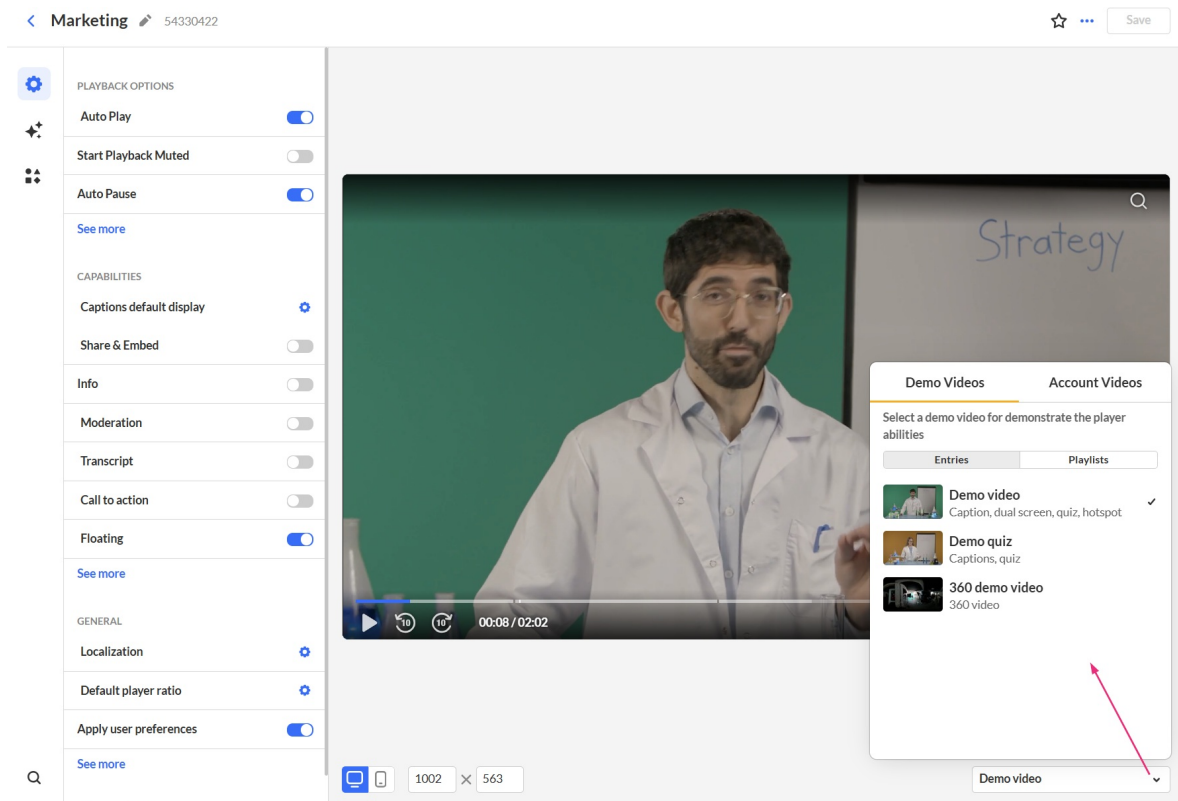 Marketing 54330422
Save
PLAYBACK OPTIONS
Auto Play
Start Playback Muted
Auto Pause
See more
CAPABILITIES
Captions default display
Share & Embed
Info
Moderation
Transcript
Call to action
Floating
See more
GENERAL
Localization
Default player ratio
Apply user preferences
See more
Strategy
10
10
00:08 / 02:02
Demo Videos Account Videos
Select a demo video for demonstrate the player
abilities
Entries Playlists
Demo video
Caption, dual screen, quiz, hotspot
Demo quiz
Captions, quiz
360 demo video
360 video
1002 × 563
Demo video